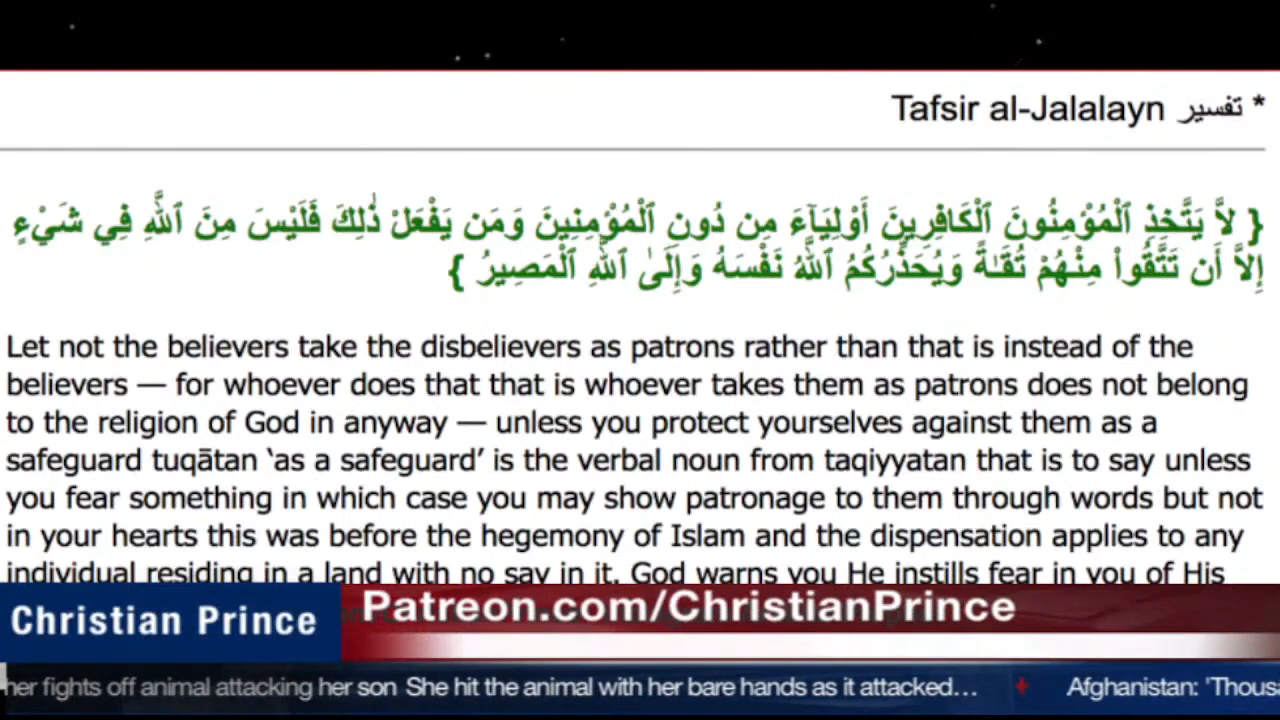 * تفسير Tafsir al-Jalalayn
{ لاَّ يَتَّخِذِ ٱلْمُؤْمِنُونَ ٱلْكَافِرِينَ أَوْلِيَآءَ مِن دُونِ ٱلْمُؤْمِنِينَ وَمَن يَفْعَلْ ذٰلِكَ فَلَيْسَ مِنَ ٱللَّهِ فِي شَيْءٍ
إِلاَّ أَن تَتَّقُواْ مِنْهُمْ تُقَـٰةً وَيُحَذِّرُكُمُ ٱللَّهُ نَفْسَهُ وَإِلَىٰ ٱللَّهِ ٱلْمَصِيرُ }
Let not the believers take the disbelievers as patrons rather than that is instead of the
believers — for whoever does that that is whoever takes them as patrons does not belong
to the religion of God in anyway — unless you protect yourselves against them as a
safeguard tuqātan ‘as a safeguard’ is the verbal noun from taqiyyatan that is to say unless
you fear something in which case you may show patronage to them through words but not
in your hearts this was before the hegemony of Islam and the dispensation applies to any
individual residing in a land with no say in it. God warns you He instills fear in you of His
Christian Prince
Patreon.com/ChristianPrince
her fights off animal attacking her son She hit the animal with her bare hands as it attacked… Afghanistan: 'Thous